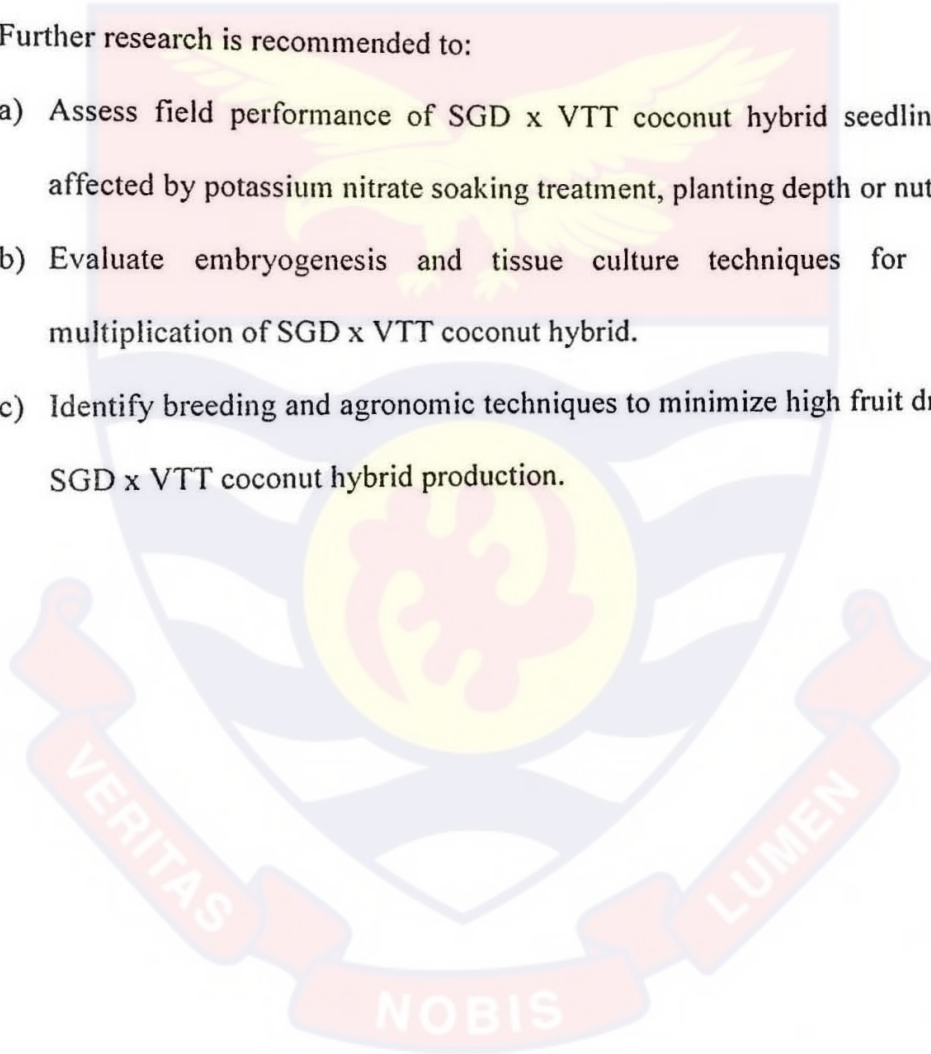 Further research is recommended to:
a) Assess field performance of SGD x VTT coconut hybrid seedlin
affected by potassium nitrate soaking treatment, planting depth or nut
b) Evaluate embryogenesis and tissue culture techniques for
multiplication of SGD x VTT coconut hybrid.
c) Identify breeding and agronomic techniques to minimize high fruit dr
SGD x VTT coconut hybrid production.
VERITAS
NOBIS
LUMEN